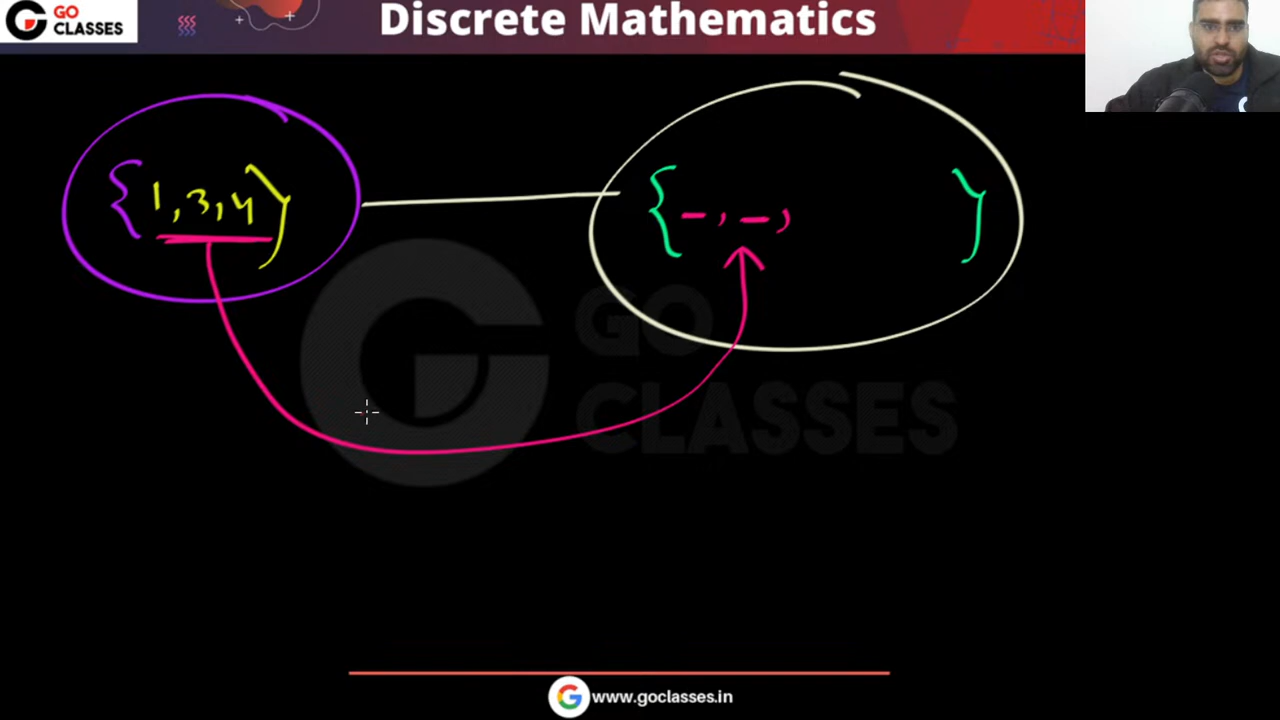 GO
CLASSES
Discrete Mathematics
{1,3,4} {–,–, }
GO
CLASSES
www.goclasses.in